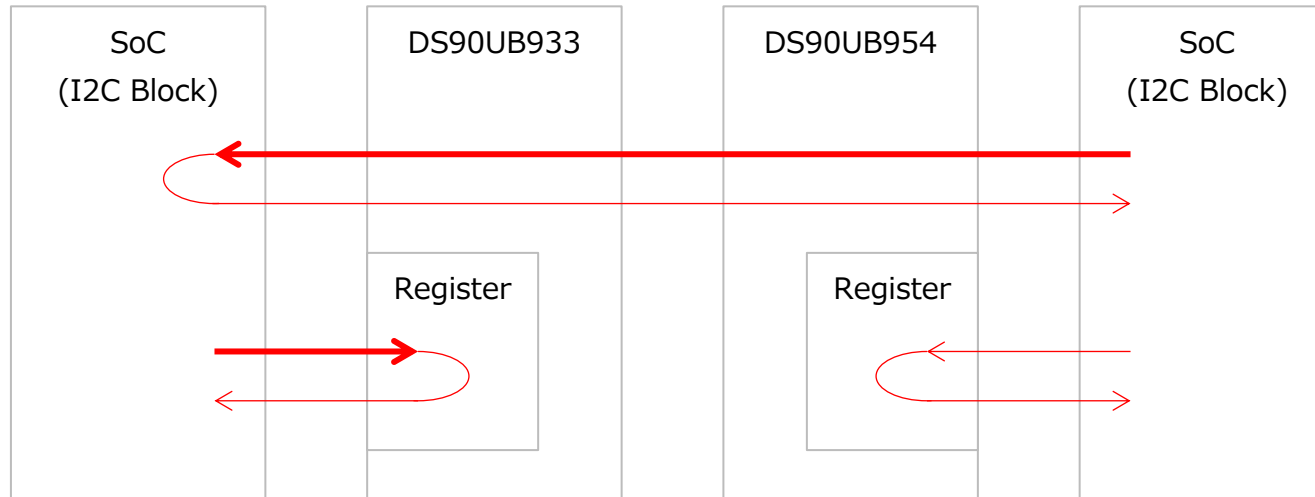 SoC
(I2C Block)
DS90UB933
DS90UB954
SoC
(I2C Block)
Register
Register